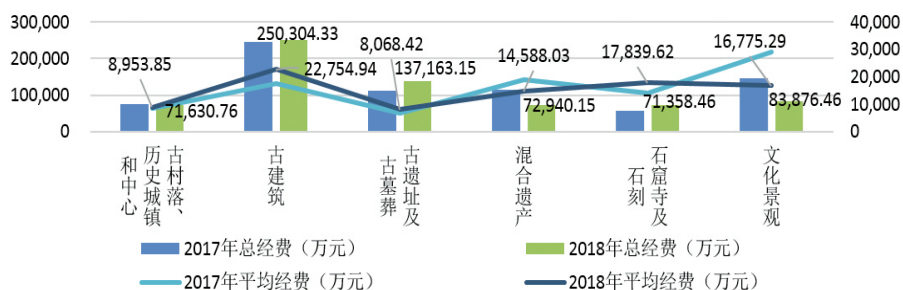 300,000
200,000
100,000
0
40,000
30,000
20,000
10,000
0
8,953.85
71,630.76
250,304.33
22,754.94
8,068.42
137,163.15
14,588.03
72,940.15
17,839.62
71,358.46
16,775.29
83,876.46
古村落、
历史城镇
和中心
古建筑
古遗址及
古墓葬
混合遗产
石窟寺及
石刻
文化景观
2017年总经费（万元）
2018年总经费（万元）
2017年平均经费（万元）
2018年平均经费（万元）